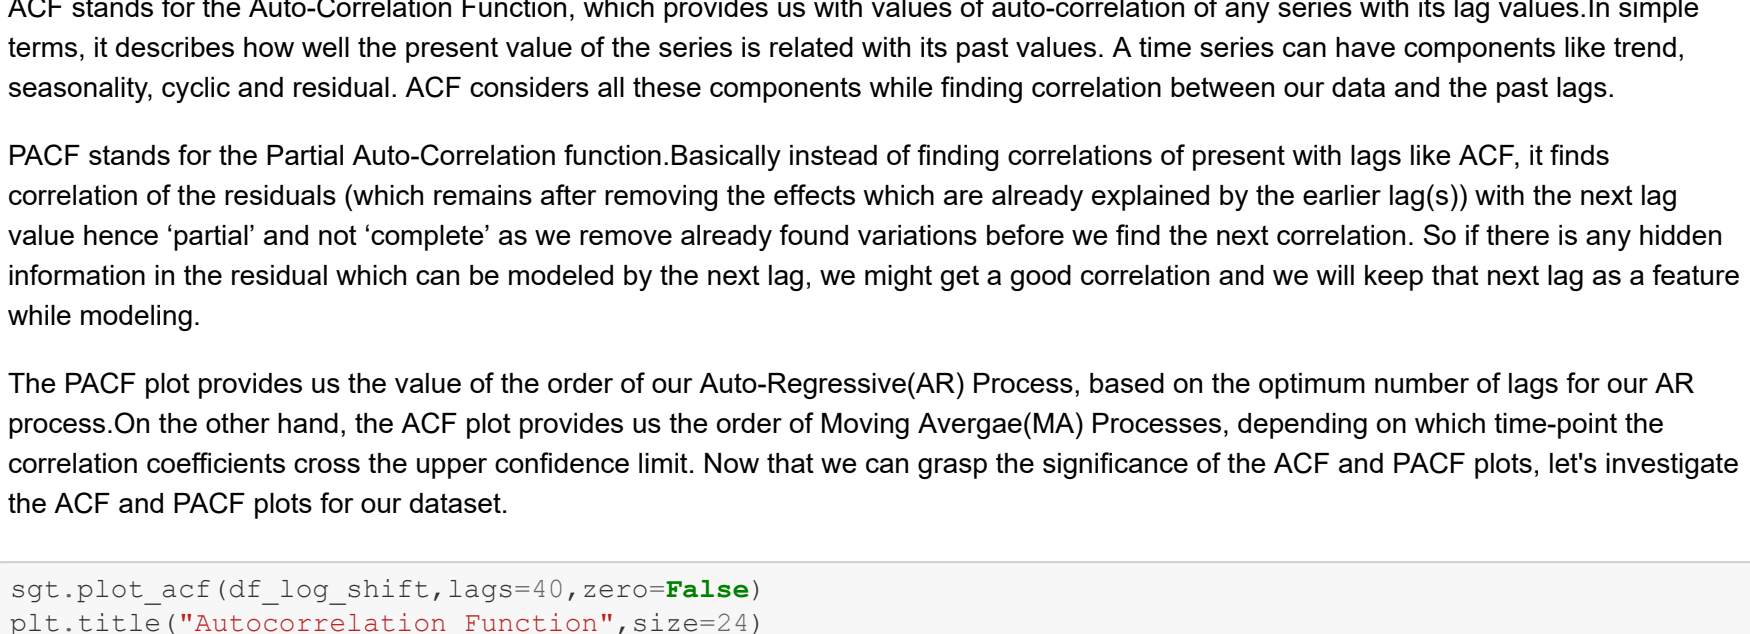 ACF stands for the Auto-Correlation Function, which provides us with values of auto-correlation of any series with its lag values.In simple
terms, it describes how well the present value of the series is related with its past values. A time series can have components like trend,
seasonality, cyclic and residual. ACF considers all these components while finding correlation between our data and the past lags.
PACF stands for the Partial Auto-Correlation function.Basically instead of finding correlations of present with lags like ACF, it finds
correlation of the residuals (which remains after removing the effects which are already explained by the earlier lag(s)) with the next lag
value hence ‘partial’ and not ‘complete’ as we remove already found variations before we find the next correlation. So if there is any hidden
information in the residual which can be modeled by the next lag, we might get a good correlation and we will keep that next lag as a feature
while modeling.
The PACF plot provides us the value of the order of our Auto-Regressive(AR) Process, based on the optimum number of lags for our AR
process.On the other hand, the ACF plot provides us the order of Moving Avergae(MA) Processes, depending on which time-point the
correlation coefficients cross the upper confidence limit. Now that we can grasp the significance of the ACF and PACF plots, let's investigate
the ACF and PACF plots for our dataset.
sgt.plot_acf(df_log_shift,lags=40,zero=False)
plt.title("Autocorrelation Function",size=24)